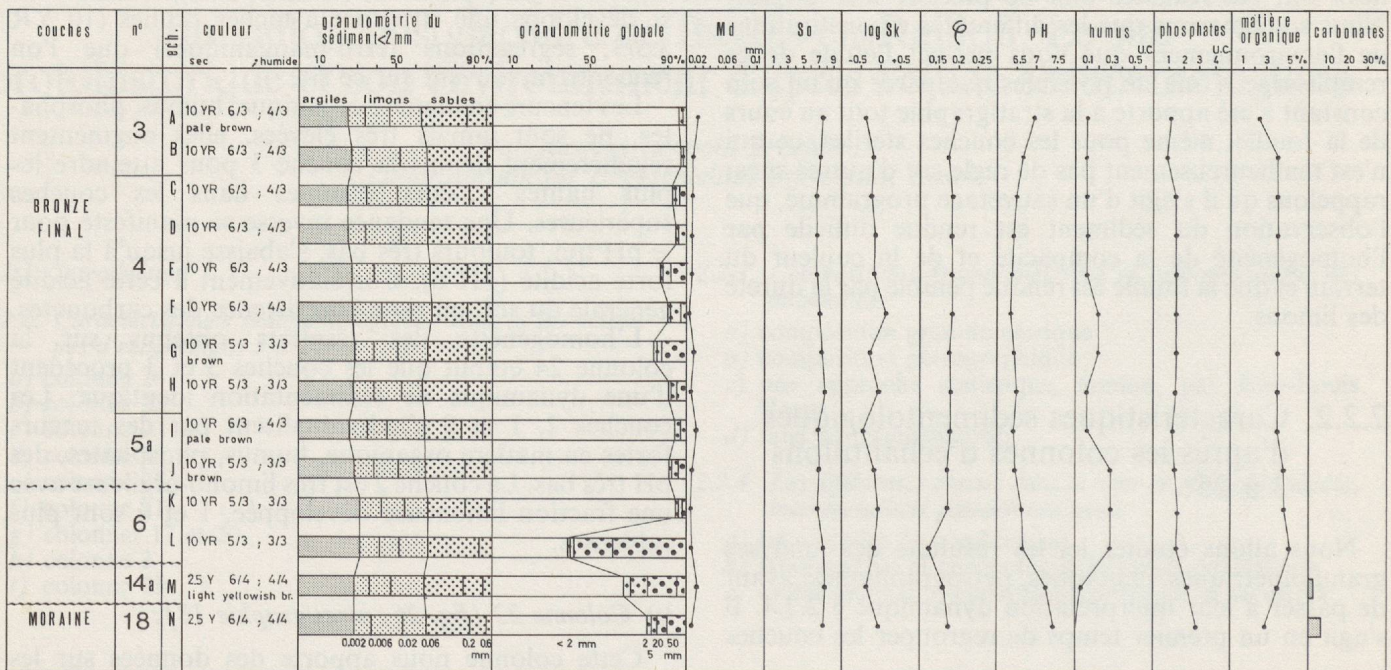 couches n° éch. couleur granulométrie du sédiment<2mm granulométrie globale Md So log Sk φ pH humus phosphates matière organique carbonates
sec ; humide 10 50 90% 10 50 90% 0.02 0.06 0.1 mm 1 3 5 7 9 -0.5 0 +0.5 0,15 0.2 0.25 6 7.5 0.1 0.3 0.5 U.C. 1 2 3 4 U.C. 1 3 5% 10 20 30%
argiles limons sables
3 A 10 YR 6/3 ; 4/3
pale brown
B 10 YR 6/3 ; 4/3
BRONZE FINAL
C 10 YR 6/3 ; 4/3
D 10 YR 6/3 ; 4/3
4 E 10 YR 6/3 ; 4/3
F 10 YR 6/3 ; 4/3
G 10 YR 5/3 ; 3/3
brown
H 10 YR 5/3 ; 3/3
5a I 10 YR 6/3 ; 4/3
pale brown
J 10 YR 5/3 ; 3/3
brown
6 K 10 YR 5/3 ; 3/3
L 10 YR 5/3 ; 3/3
14a M 2.5 Y 6/4 ; 4/4
light yellowish br.
MORAINE 18 N 2,5 Y 6/4 ; 4/4
0.002 0.006 0.02 0.06 0.2 0.6
mm
< 2 mm 2 20 50
5 mm